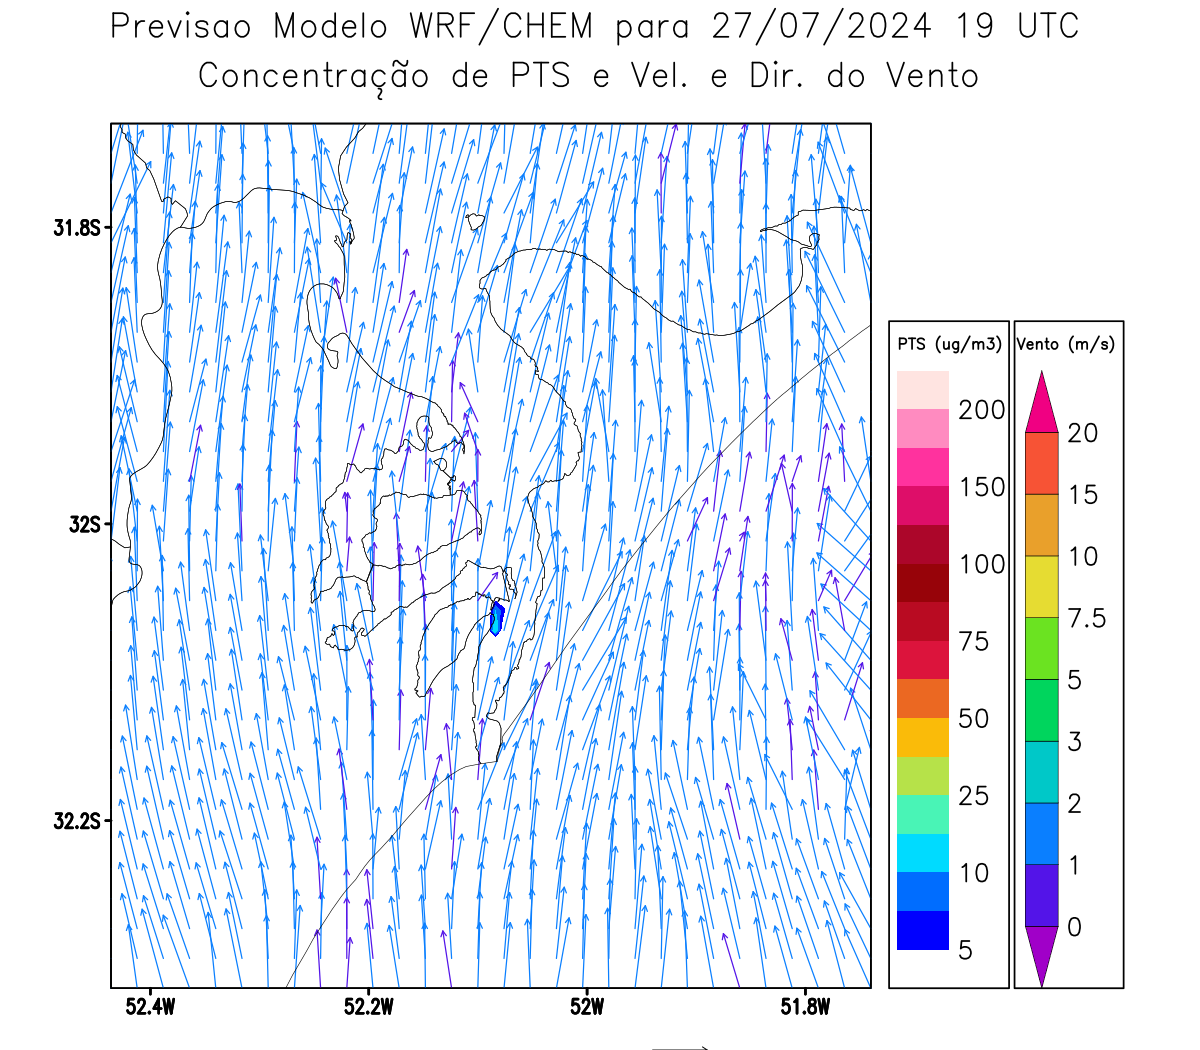 Previsao Modelo WRF/CHEM para 27/07/2024 19 UTC
Concentração de PTS e Vel. e Dir. do Vento
31.8S
32S
32.2S
52.4W 52.2W 52W 51.8W
PTS (ug/m3)
200
150
100
75
50
25
10
5
Vento (m/s)
20
15
10
7.5
5
3
2
1
0